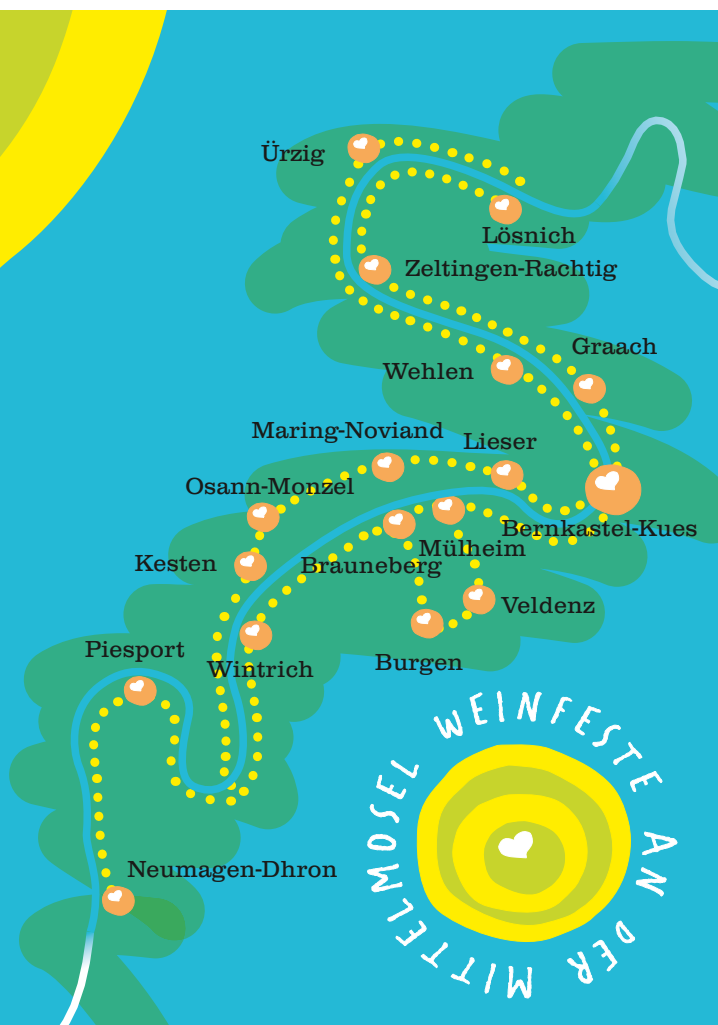 Ürzig
Lösnich
Zeltingen-Rachtig
Graach
Wehlen
Maring-Noviand
Lieser
Osann-Monzel
Bernkastel-Kues
Mülheim
Kesten
Brauneberg
Veldenz
Piesport
Burgen
Wintrich
Neumagen-Dhron
WEINFESTE AN DER MITTELMOSEL